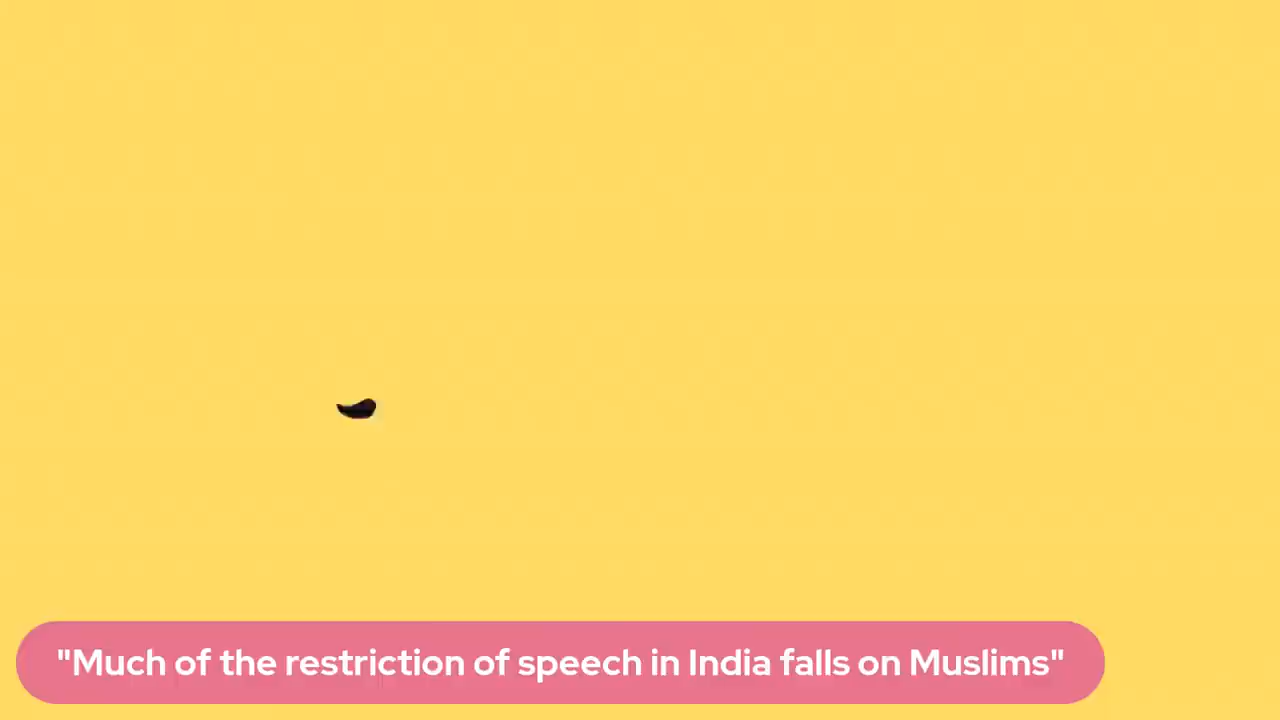 "Much of the restriction of speech in India falls on Muslims"